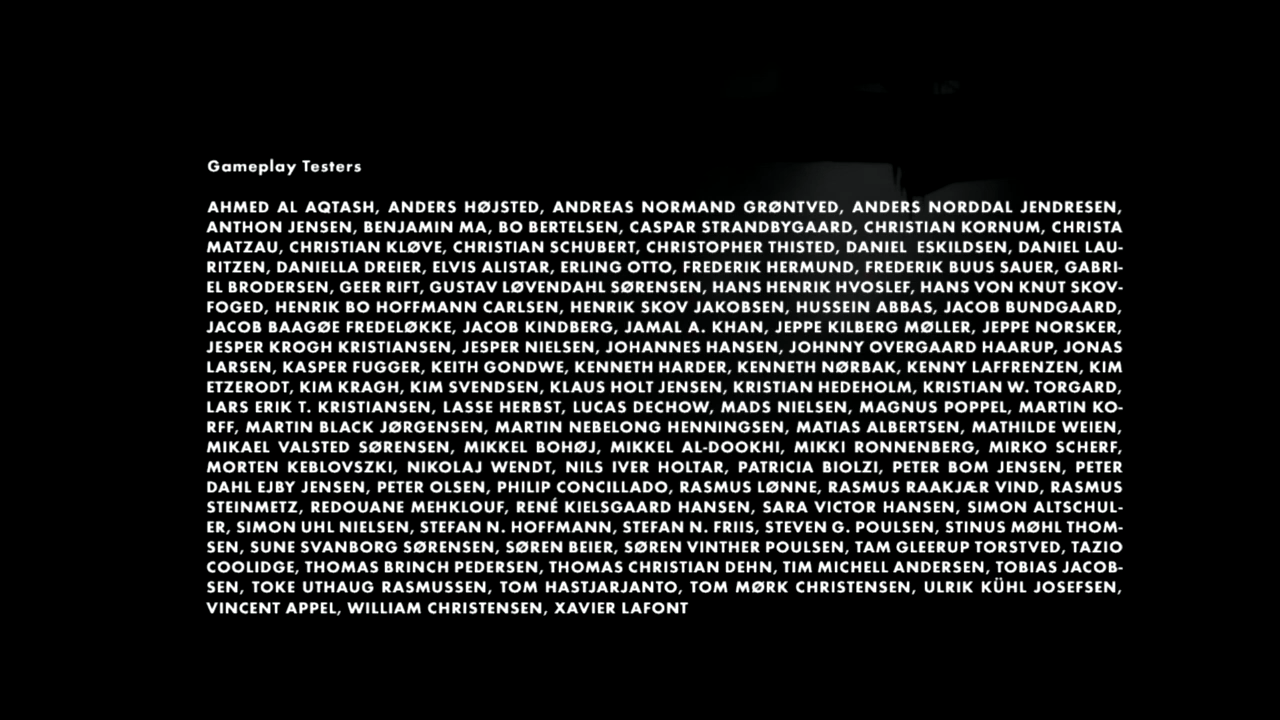 Gameplay Testers
AHMED AL AQTASH, ANDERS HØJSTED, ANDREAS NORMAND GRØNTVED, ANDERS NORDDAL JENDRESEN,
ANTHON JENSEN, BENJAMIN MA, BO BERTELSEN, CASPAR STRANDBYGAARD, CHRISTIAN KORNUM, CHRISTA
MATZAU, CHRISTIAN KLØVE, CHRISTIAN SCHUBERT, CHRISTOPHER THISTED, DANIEL ESKILDSEN, DANIEL LAU-
RITZEN, DANIELLA DREIER, ELVIS ALISTAR, ERLING OTTO, FREDERIK HERMUND, FREDERIK BUUS SAUER, GABRI-
EL BRODERSEN, GEER RIFT, GUSTAV LØVENDAHL SØRENSEN, HANS HENRIK HVOSLEF, HANS VON KNUT SKOV-
FOGED, HENRIK BO HOFFMANN CARLSEN, HENRIK SKOV JAKOBSEN, HUSSEIN ABBAS, JACOB BUNDGAARD,
JACOB BAAGØE FREDELØKKE, JACOB KINDBERG, JAMAL A. KHAN, JEPPE KILBERG MØLLER, JEPPE NORSKER,
JESPER KROGH KRISTIANSEN, JESPER NIELSEN, JOHANNES HANSEN, JOHNNY OVERGAARD HAARUP, JONAS
LARSEN, KASPER FUGGER, KEITH GONDWE, KENNETH HARDER, KENNETH NØRBAK, KENNY LAFFRENZEN, KIM
ETZERODT, KIM KRAGH, KIM SVENDSEN, KLAUS HOLT JENSEN, KRISTIAN HEDEHOLM, KRISTIAN W. TORGARD,
LARS ERIK T. KRISTIANSEN, LASSE HERBST, LUCAS DECHOW, MADS NIELSEN, MAGNUS POPPEL, MARTIN KO-
RFF, MARTIN BLACK JØRGENSEN, MARTIN NEBELONG HENNINGSEN, MATIAS ALBERTSEN, MATHILDE WEIEN,
MIKAEL VALSTED SØRENSEN, MIKKEL BOHØJ, MIKKEL AL-DOOKHI, MIKKI RONNENBERG, MIRKO SCHERF,
MORTEN KEBLOVSZKI, NIKOLAJ WENDT, NILS IVER HOLTAR, PATRICIA BIOLZI, PETER BOM JENSEN, PETER
DAHL EJBY JENSEN, PETER OLSEN, PHILIP CONCILLADO, RASMUS LØNNE, RASMUS RAAKJÆR VIND, RASMUS
STEINMETZ, REDOUANE MEHKLOUF, RENÉ KIELSGAARD HANSEN, SARA VICTOR HANSEN, SIMON ALTSCHUL-
ER, SIMON UHL NIELSEN, STEFAN N. HOFFMANN, STEFAN N. FRIIS, STEVEN G. POULSEN, STINUS MØHL THOM-
SEN, SUNE SVANBORG SØRENSEN, SØREN BEIER, SØREN VINTHER POULSEN, TAM GLEERUP TORSTVED, TAZIO
COOLIDGE, THOMAS BRINCH PEDERSEN, THOMAS CHRISTIAN DEHN, TIM MICHELL ANDERSEN, TOBIAS JACOB-
SEN, TOKE UTHAUG RASMUSSEN, TOM HASTJARJANTO, TOM MØRK CHRISTENSEN, ULRIK KÜHL JOSEFSEN,
VINCENT APPEL, WILLIAM CHRISTENSEN, XAVIER LAFONT